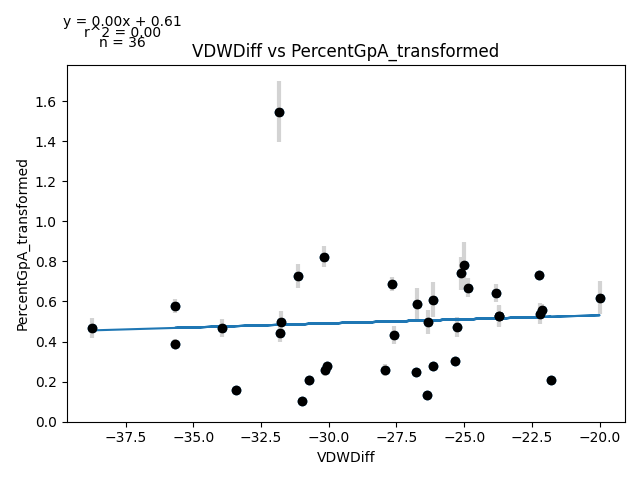 y = 0.00x + 0.61
r^2 = 0.00
n = 36
VDWDiff vs PercentGpA_transformed
PercentGpA_transformed
1.6
1.4
1.2
1.0
0.8
0.6
0.4
0.2
0.0
−37.5 −35.0 −32.5 −30.0 −27.5 −25.0 −22.5 −20.0
VDWDiff